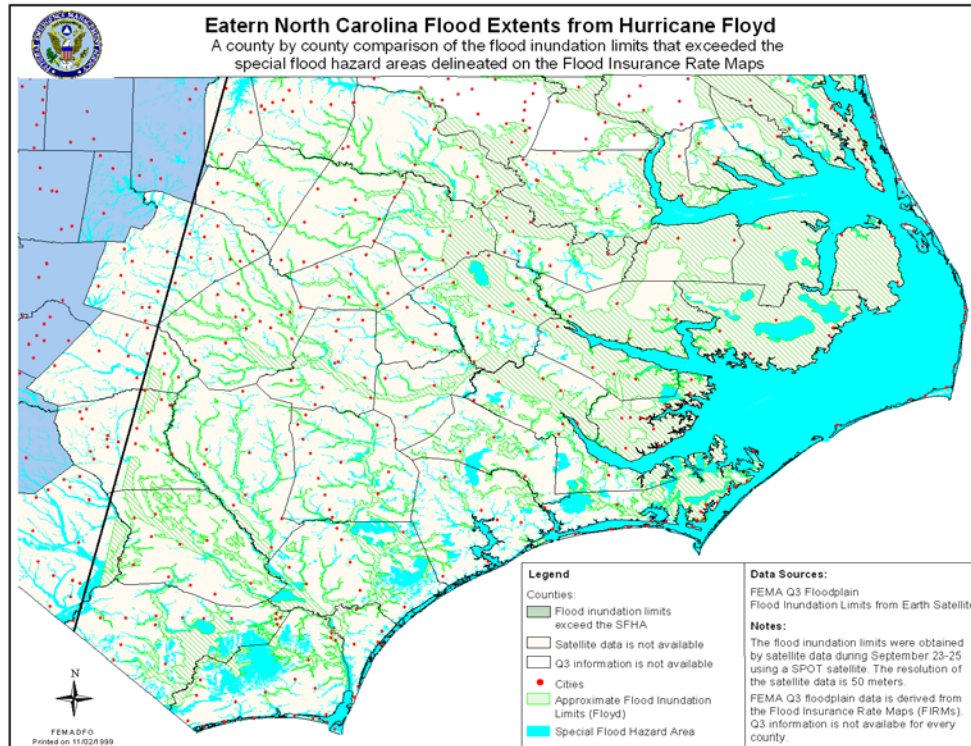 Eatern North Carolina Flood Extents from Hurricane Floyd
A county by county comparison of the flood inundation limits that exceeded the
special flood hazard areas delineated on the Flood Insurance Rate Maps
Legend
Counties:
Flood inundation limits
exceed the SFHA
Satellite data is not available
Q3 information is not available
Cities
Approximate Flood Inundation
Limits (Floyd)
Special Flood Hazard Area
Data Sources:
FEMA Q3 Floodplain
Flood Inundation Limits from Earth Satellite
Notes:
The flood inundation limits were obtained
by satellite data during September 23-25
using a SPOT satellite. The resolution of
the satellite data is 50 meters.
FEMA Q3 floodplain data is derived from
the Flood Insurance Rate Maps (FIRMs).
Q3 information is not availabe for every
county.
N
FEMA DFO
Printed on 11/02/1999